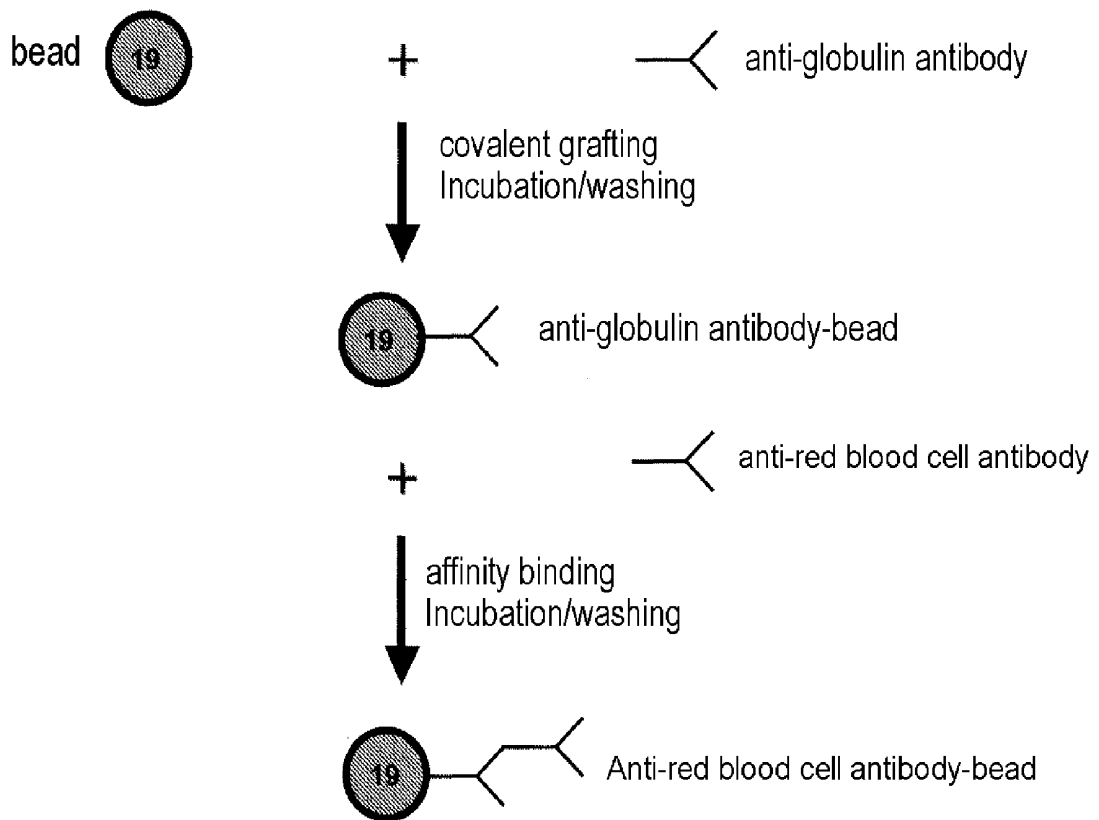 bead 19 + anti-globulin antibody
covalent grafting
Incubation/washing
19 anti-globulin antibody-bead
+ anti-red blood cell antibody
affinity binding
Incubation/washing
19 Anti-red blood cell antibody-bead